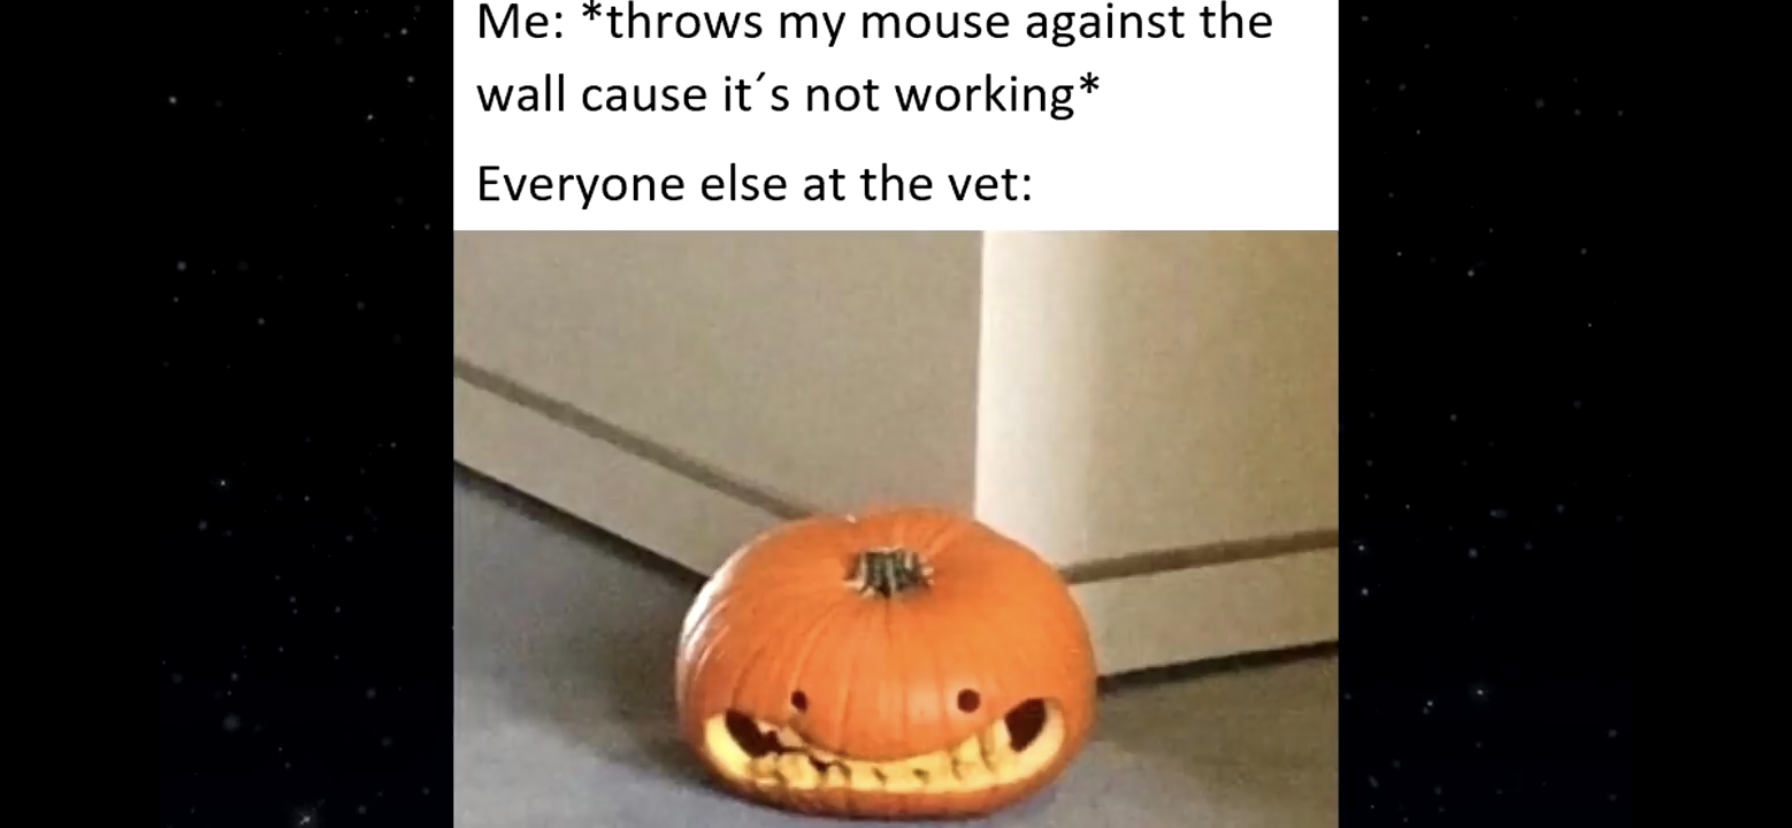 Me: *throws my mouse against the
wall cause it´s not working*
Everyone else at the vet: